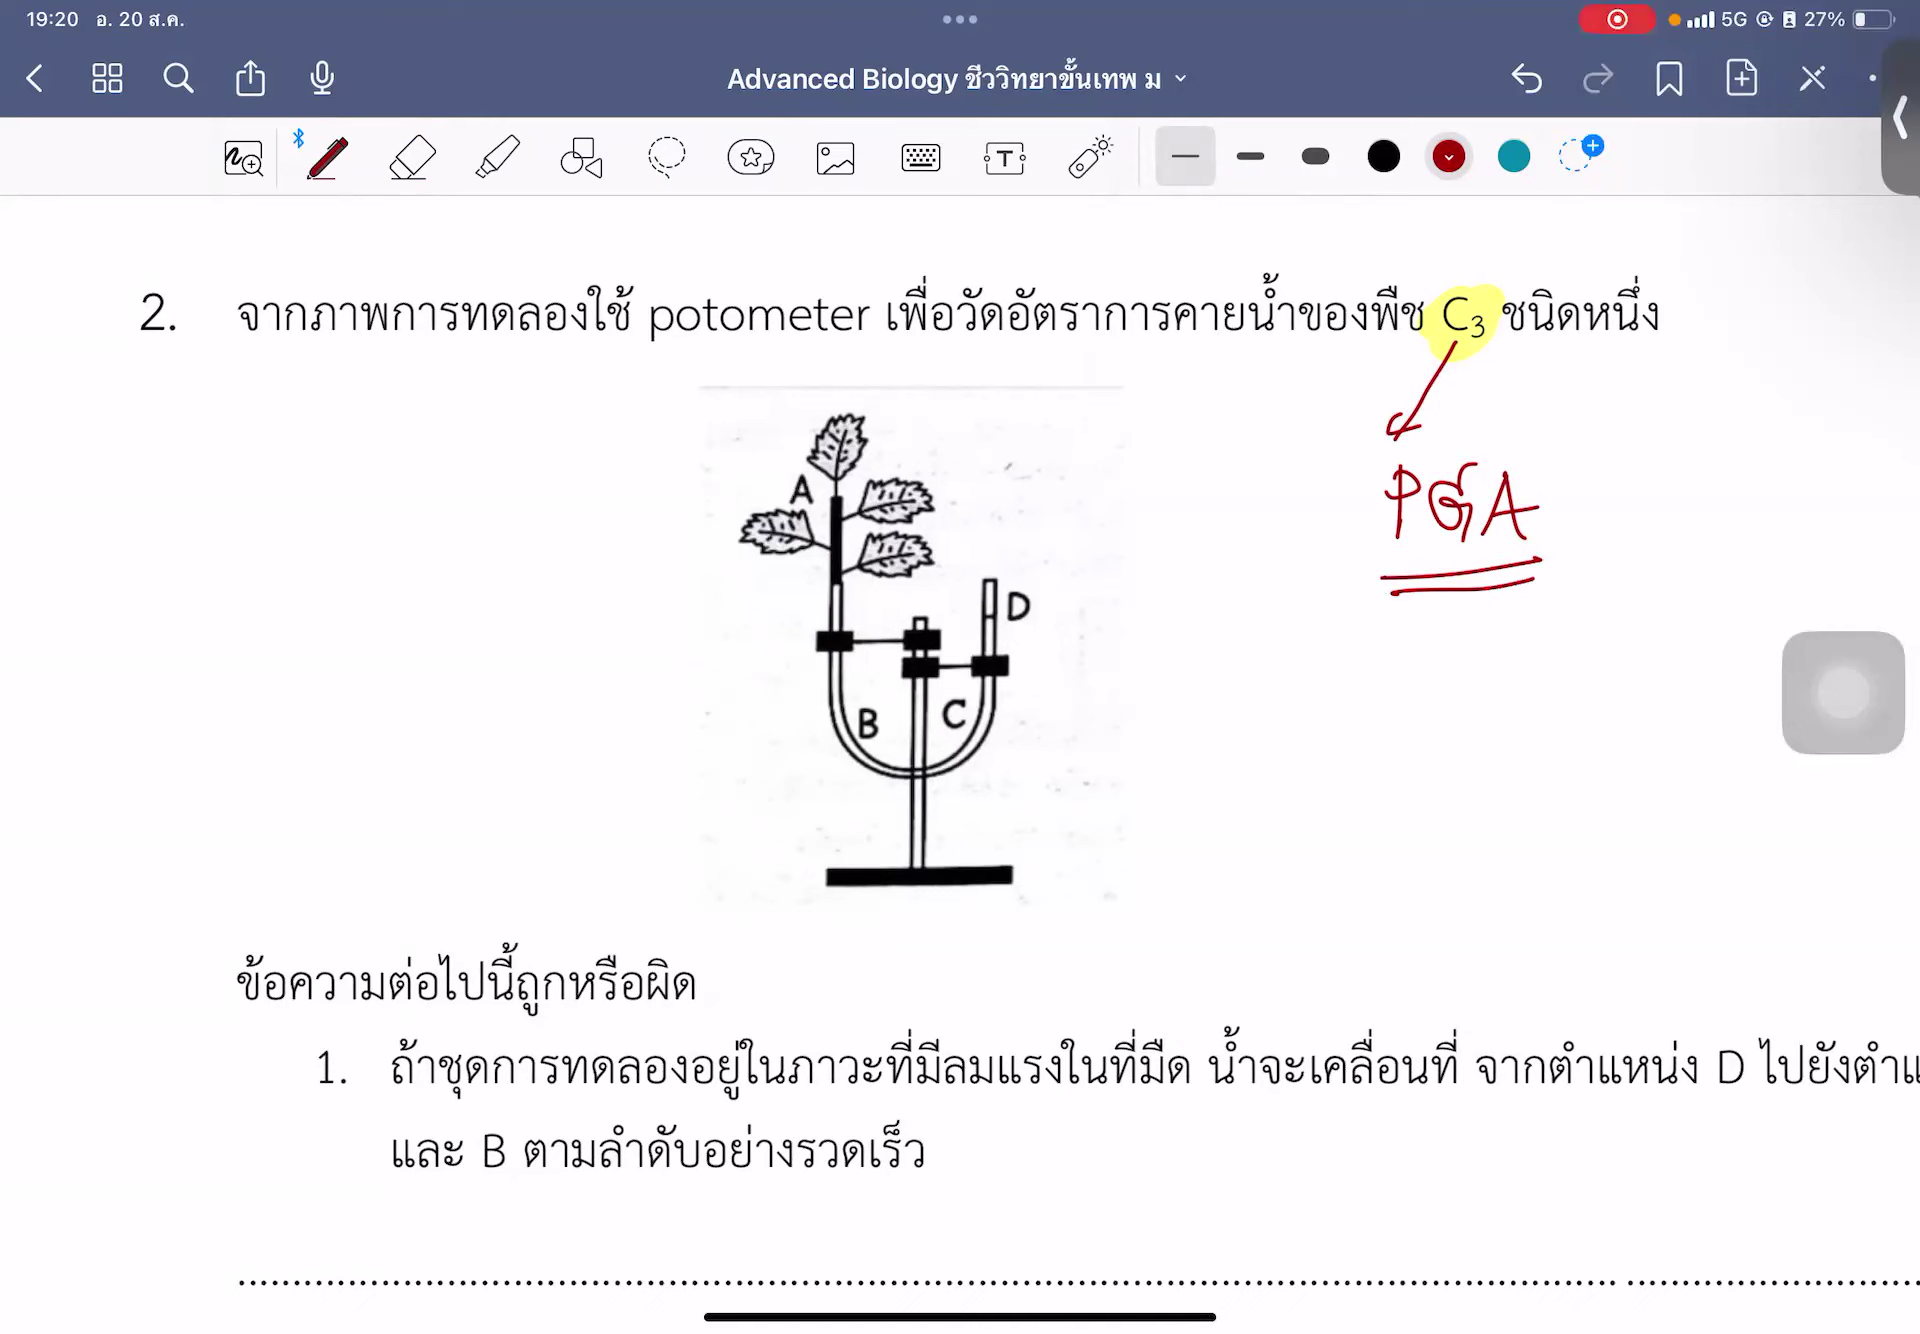 19:20 อ. 20 ส.ค.
5G 27%
Advanced Biology ชีววิทยาขั้นเทพ ม
T
2. จากภาพการทดลองใช้ potometer เพื่อวัดอัตราการคายน้ำของพืช C₃ ชนิดหนึ่ง
PGA
A
D
B C
ข้อความต่อไปนี้ถูกหรือผิด
1. ถ้าชุดการทดลองอยู่ในภาวะที่มีลมแรงในที่มืด น้ำจะเคลื่อนที่ จากตำแหน่ง D ไปยัง
และ B ตามลำดับอย่างรวดเร็ว